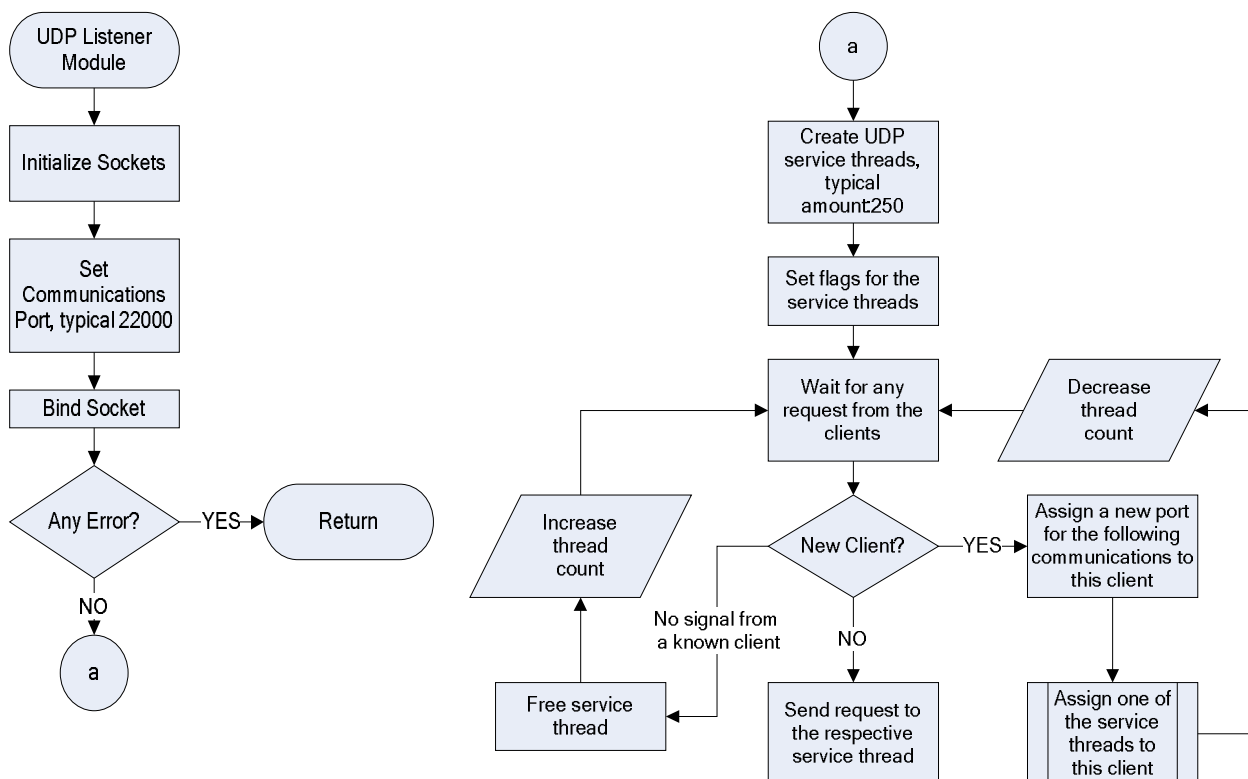 UDP Listener
Module
Initialize Sockets
Set
Communications
Port, typical 22000
Bind Socket
Any Error?
YES
Return
NO
a
a
Create UDP
service threads,
typical
amount:250
Set flags for the
service threads
Wait for any
request from the
clients
Decrease
thread
count
Increase
thread
count
New Client?
YES
Assign a new port
for the following
communications to
this client
No signal from
a known client
NO
Free service
thread
Send request to
the respective
service thread
Assign one of
the service
threads to
this client